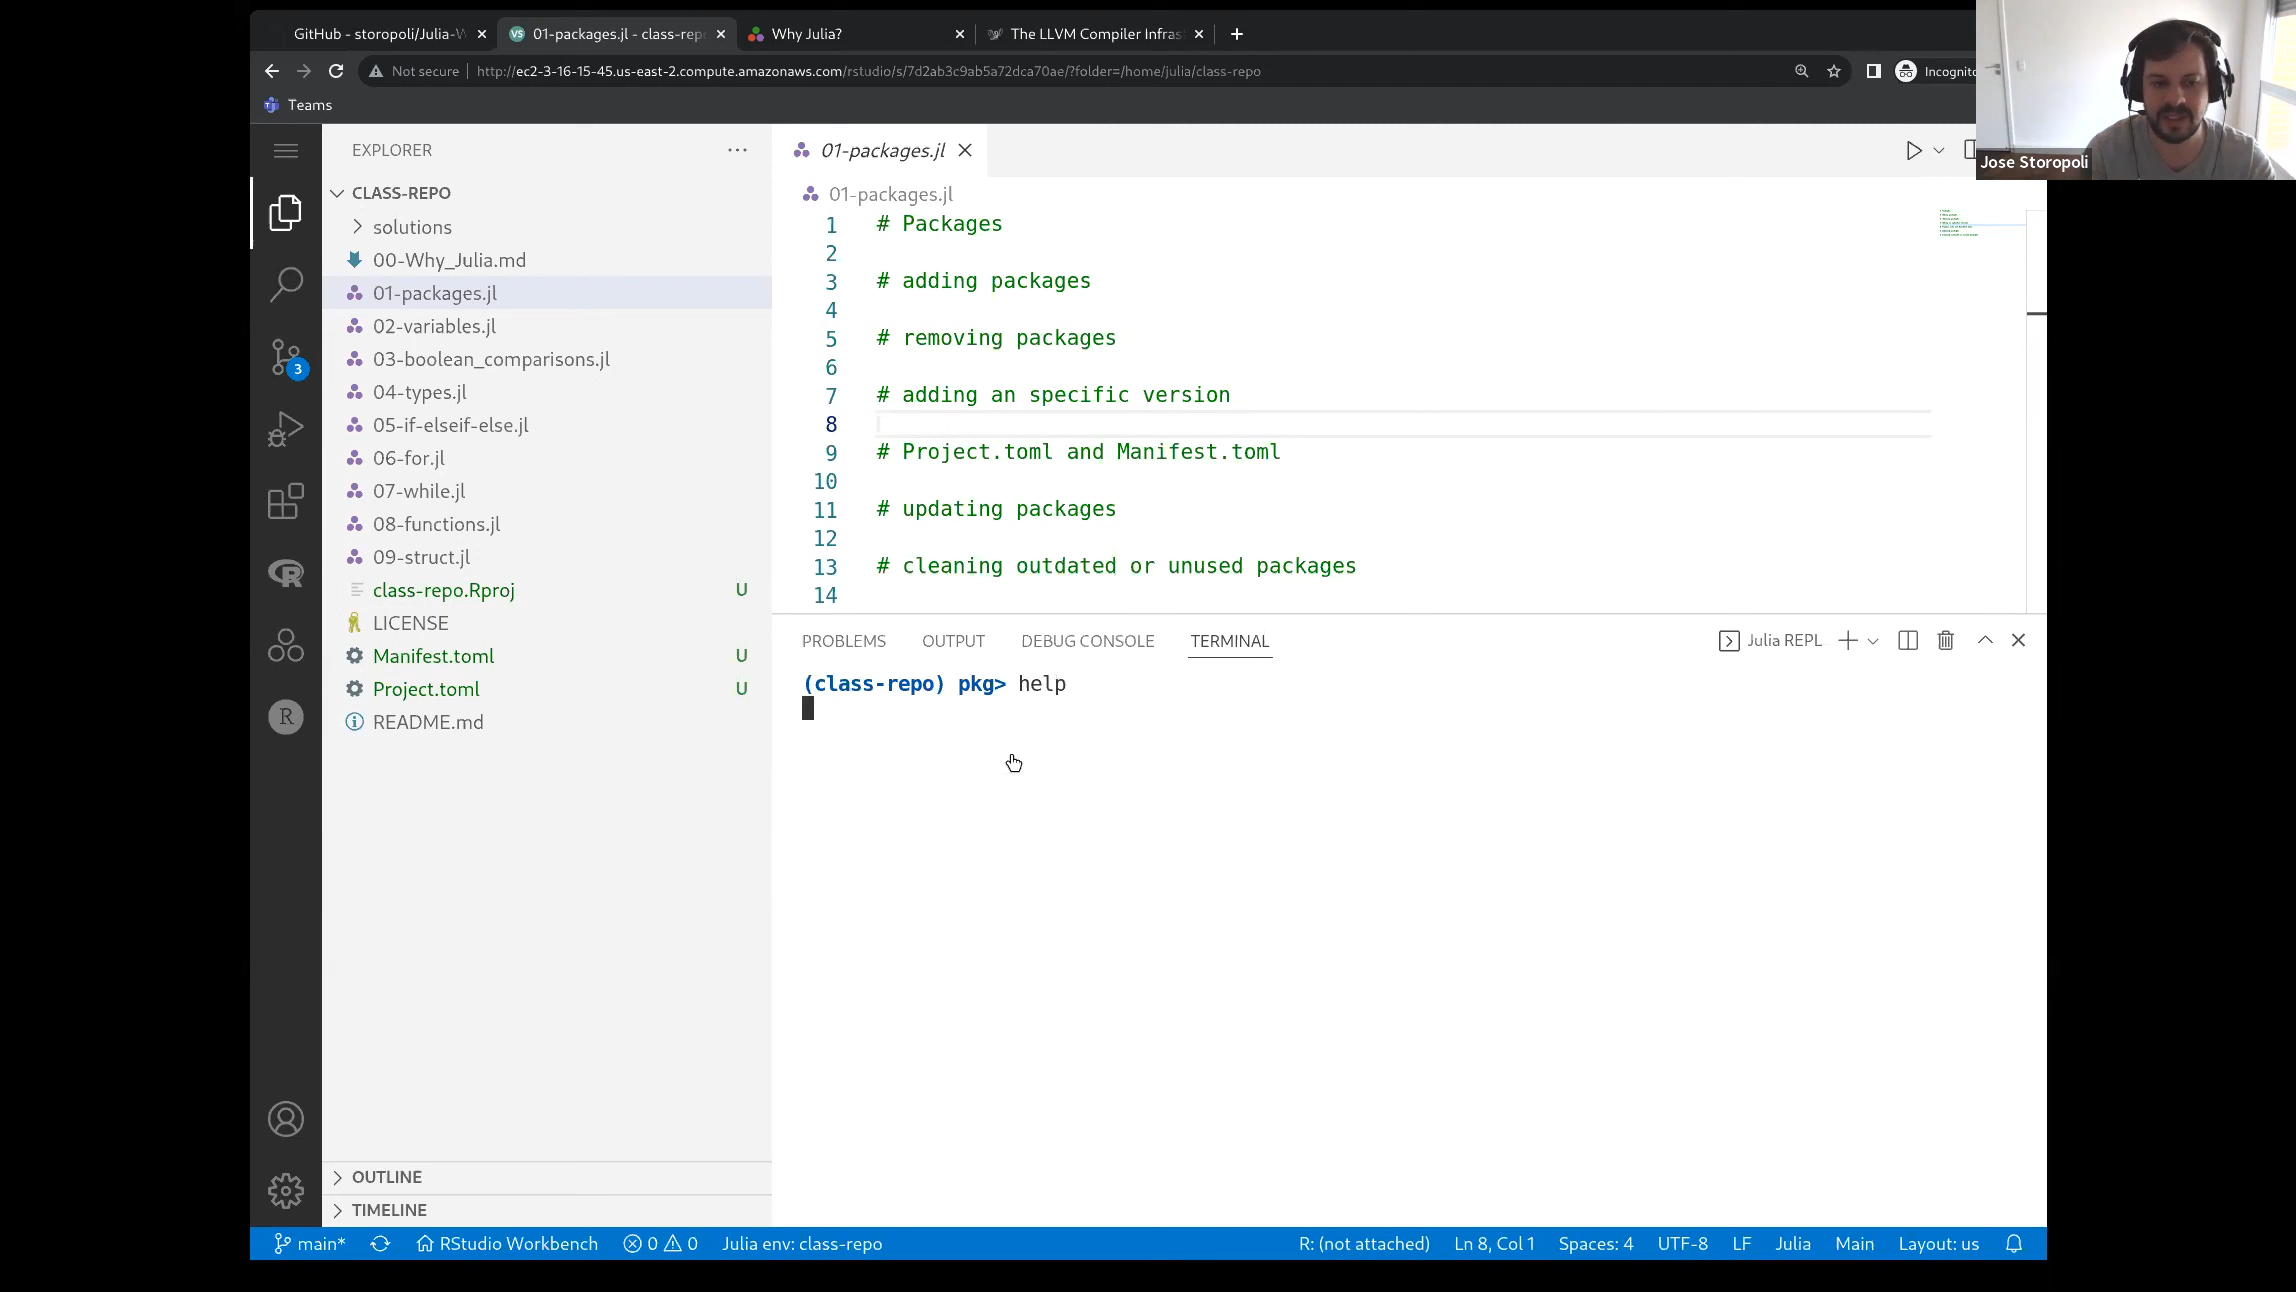 GitHub - storopoli/Julia-W
01-packages.jl - class-repo
Why Julia?
The LLVM Compiler Infras
Not secure
http://ec2-3-16-15-45.us-east-2.compute.amazonaws.com/rstudio/s/7d2ab3c9ab5a72dca70ae/?folder=/home/julia/class-repo
Incognito
Teams
Jose Storopoli
EXPLORER
CLASS-REPO
solutions
00-Why_Julia.md
01-packages.jl
02-variables.jl
03-boolean_comparisons.jl
04-types.jl
05-if-elseif-else.jl
06-for.jl
07-while.jl
08-functions.jl
09-struct.jl
class-repo.Rproj U
LICENSE
Manifest.toml U
Project.toml U
README.md
3
R
R
OUTLINE
TIMELINE
01-packages.jl
01-packages.jl
1 # Packages
2
3 # adding packages
4
5 # removing packages
6
7 # adding an specific version
8
9 # Project.toml and Manifest.toml
10
11 # updating packages
12
13 # cleaning outdated or unused packages
14
PROBLEMS OUTPUT DEBUG CONSOLE TERMINAL
Julia REPL
(class-repo) pkg> help
main* RStudio Workbench 0 0 Julia env: class-repo R: (not attached) Ln 8, Col 1 Spaces: 4 UTF-8 LF Julia Main Layout: us